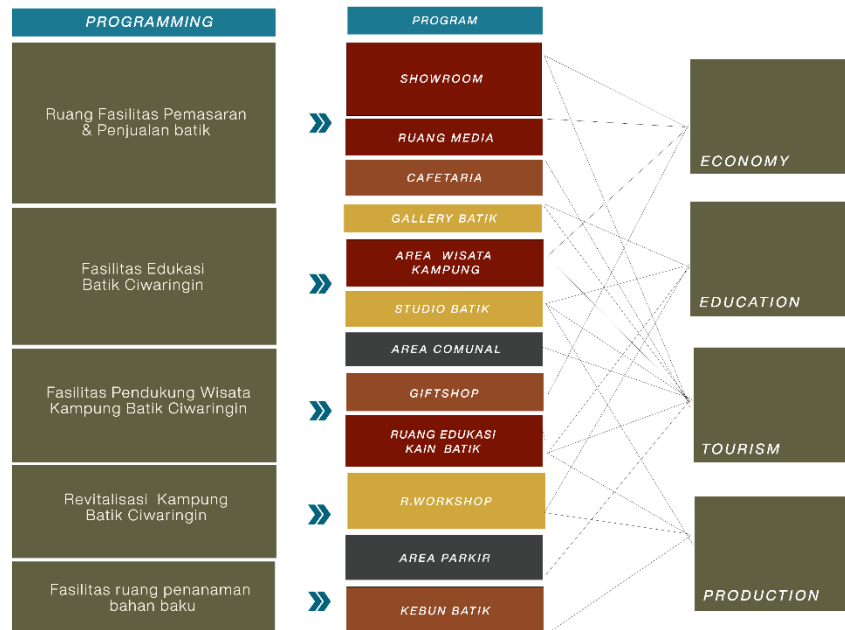 PROGRAMMING
Ruang Fasilitas Pemasaran
& Penjualan batik
Fasilitas Edukasi
Batik Ciwaringin
Fasilitas Pendukung Wisata
Kampung Batik Ciwaringin
Revitalisasi Kampung
Batik Ciwaringin
Fasilitas ruang penanaman
bahan baku
PROGRAM
SHOWROOM
RUANG MEDIA
CAFETARIA
GALLERY BATIK
AREA WISATA
KAMPUNG
STUDIO BATIK
AREA COMUNAL
GIFTSHOP
RUANG EDUKASI
KAIN BATIK
R.WORKSHOP
AREA PARKIR
KEBUN BATIK
ECONOMY
EDUCATION
TOURISM
PRODUCTION